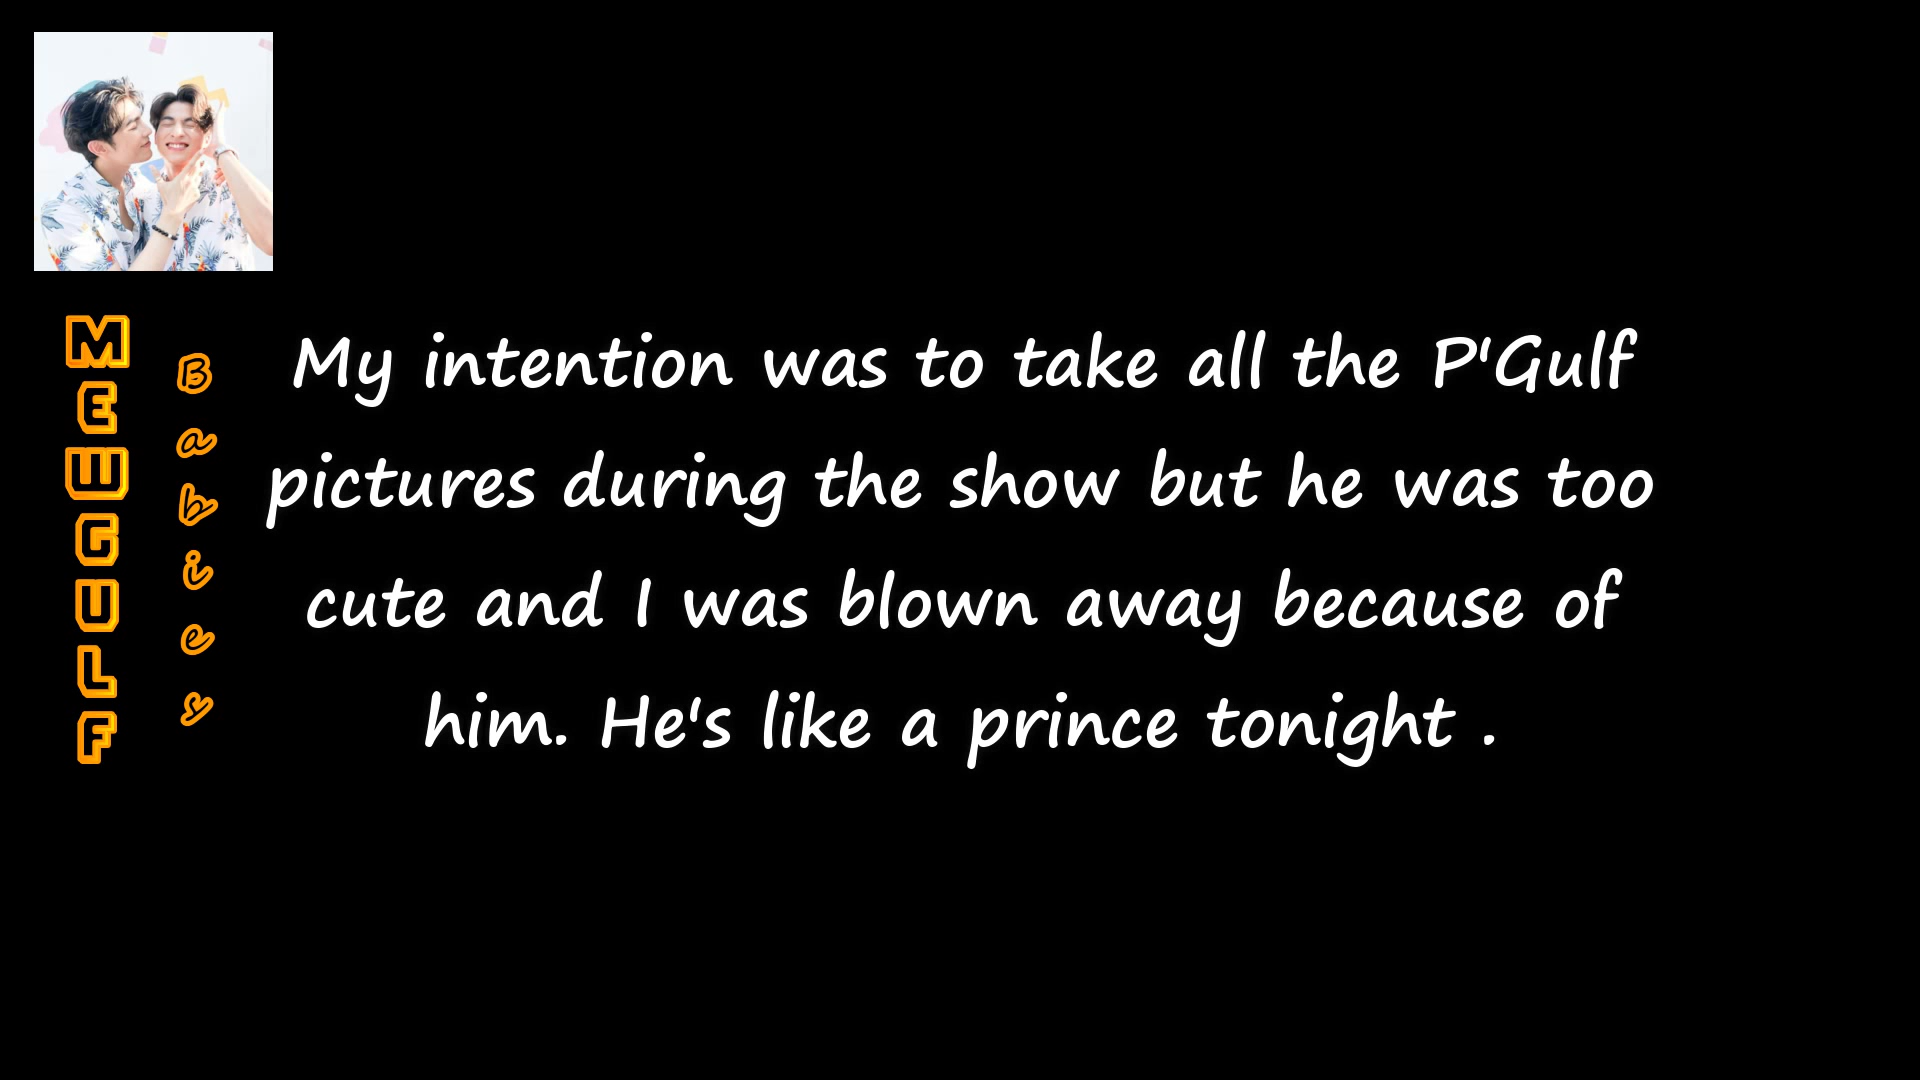 MEWGULF
Babies
My intention was to take all the P'Gulf
pictures during the show but he was too
cute and I was blown away because of
him. He's like a prince tonight .